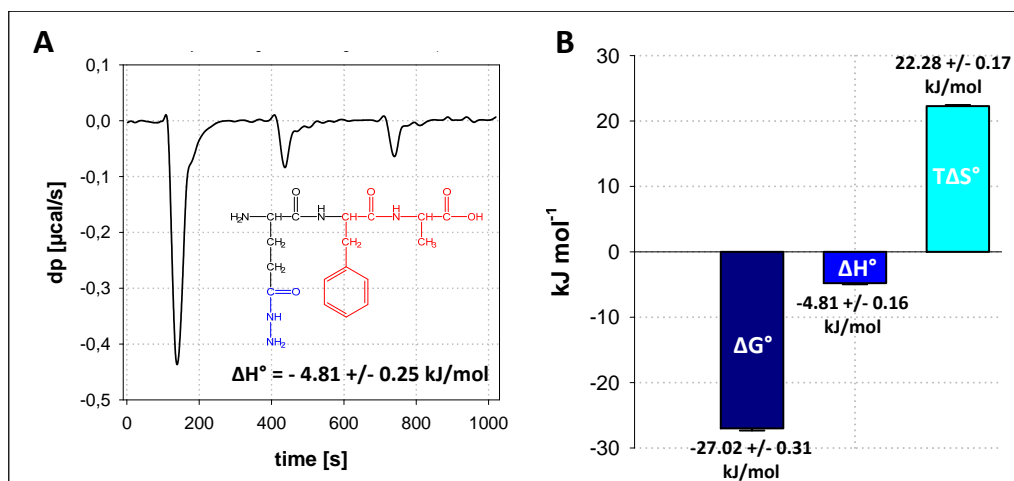 A
0,1
0,0
-0,1
-0,2
-0,3
-0,4
-0,5
dp [µcal/s]
0 200 400 600 800 1000
time [s]
H₂N CH C N H CH C N H CH C OH
O O O
CH₂ CH₂ CH₃
CH₂
C O
NH
NH₂
ΔH° = - 4.81 +/- 0.25 kJ/mol
B
30
20
10
0
-10
-20
-30
kJ mol⁻¹
22.28 +/- 0.17
kJ/mol
TΔS°
ΔH°
-4.81 +/- 0.16
kJ/mol
ΔG°
-27.02 +/- 0.31
kJ/mol